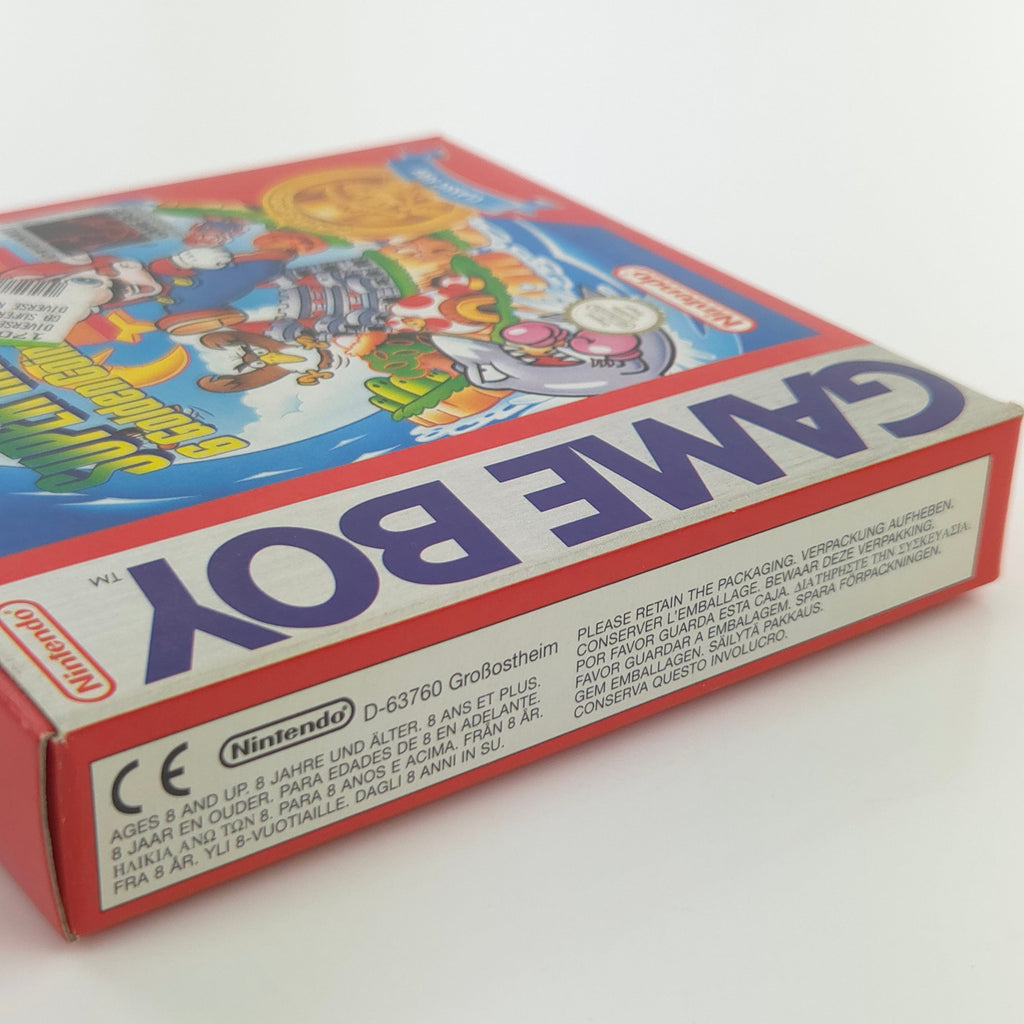 Nintendo
GAME BOY
TM
Nintendo
6 golden coins
CE
Nintendo D-63760 Großostheim
AGES 8 AND UP. 8 JAHRE UND ÄLTER. 8 ANS ET PLUS.
8 JAAR EN OUDER. PARA EDADES DE 8 EN ADELANTE.
ΗΛΙΚΙΑ ΑΝΩ ΤΩΝ 8. PARA 8 ANOS E ACIMA. FRÅN 8 ÅR.
FRA 8 ÅR. YLI 8-VUOTIAILLE. DAGLI 8 ANNI IN SU.
PLEASE RETAIN THE PACKAGING. VERPACKUNG AUFHEBEN.
CONSERVER L'EMBALLAGE. BEWAAR DEZE VERPAKKING.
POR FAVOR GUARDA ESTA CAJA. ΔΙΑΤΗΡΗΣΤΕ ΤΗΝ ΣΥΣΚΕΥΑΣΙΑ.
FAVOR GUARDAR A EMBALAGEM. SPARA FÖRPACKNINGEN.
GEM EMBALLAGEN. SÄILYTÄ PAKKAUS.
CONSERVA QUESTO INVOLUCRO.